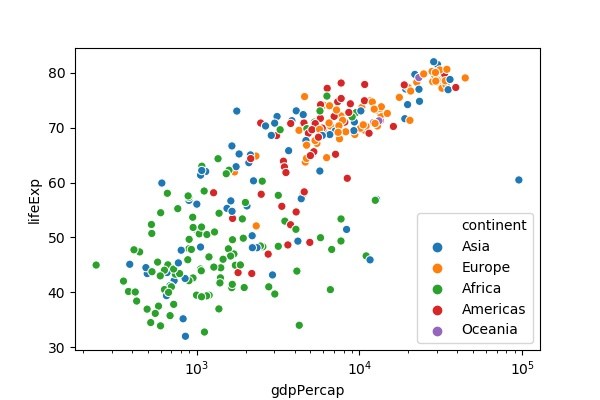 80
70
60
50
40
30
lifeExp
10³
10⁴
10⁵
gdpPercap
continent
Asia
Europe
Africa
Americas
Oceania